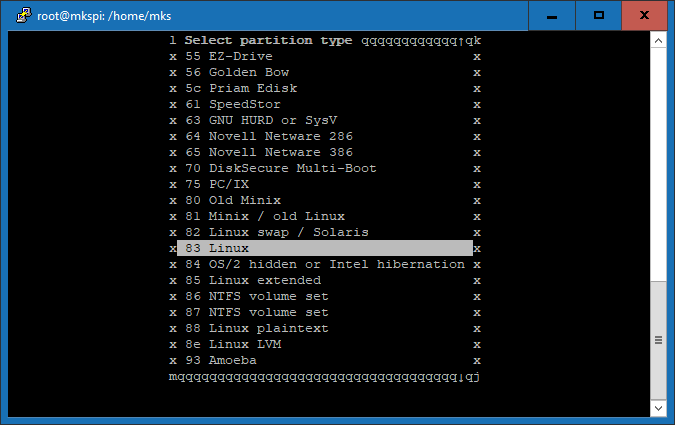 root@mkspi: /home/mks
l Select partition type qqqqqqqqqqqq↑qk
x 55 EZ-Drive x
x 56 Golden Bow x
x 5c Priam Edisk x
x 61 SpeedStor x
x 63 GNU HURD or SysV x
x 64 Novell Netware 286 x
x 65 Novell Netware 386 x
x 70 DiskSecure Multi-Boot x
x 75 PC/IX x
x 80 Old Minix x
x 81 Minix / old Linux x
x 82 Linux swap / Solaris x
x 83 Linux x
x 84 OS/2 hidden or Intel hibernation x
x 85 Linux extended x
x 86 NTFS volume set x
x 87 NTFS volume set x
x 88 Linux plaintext x
x 8e Linux LVM x
x 93 Amoeba x
mqqqqqqqqqqqqqqqqqqqqqqqqqqqqqqqqqqq↓qj